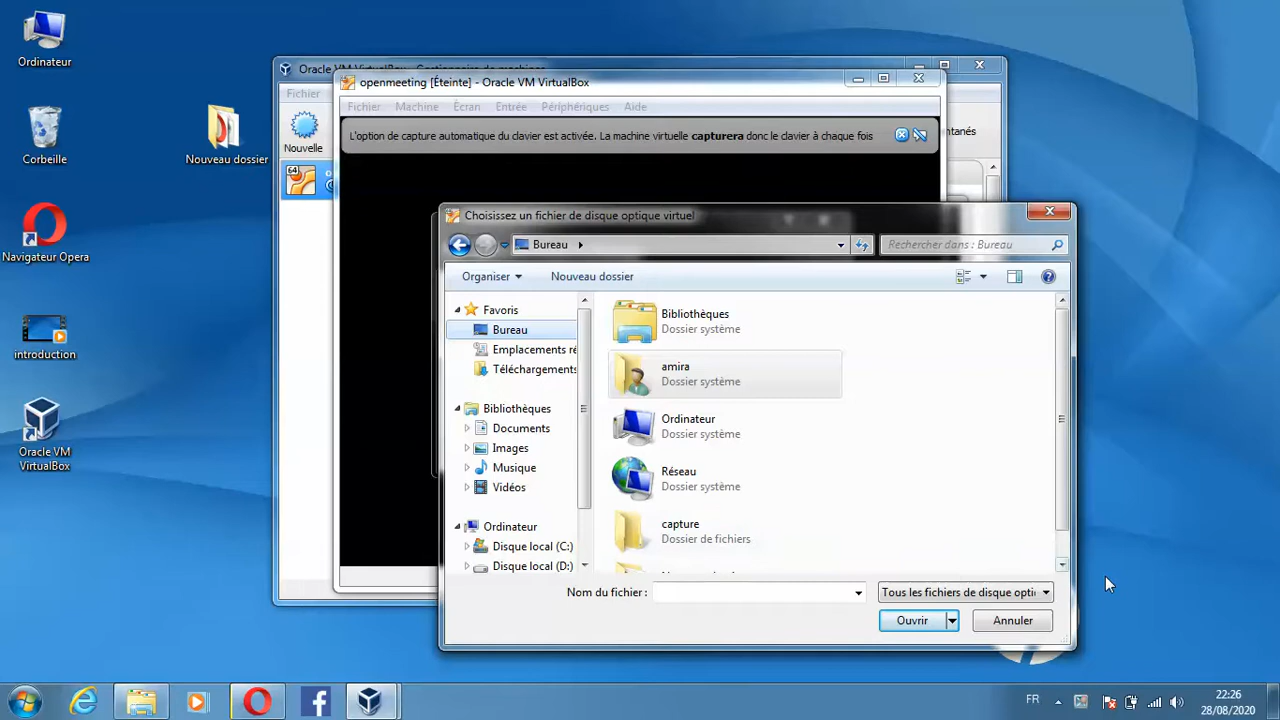 Ordinateur
Corbeille
Nouveau dossier
Navigateur Opera
introduction
Oracle VM
VirtualBox
Oracle VM VirtualBox - Gestionnaire de machines
Fichier
Nouvelle
64
openmeeting [Éteinte] - Oracle VM VirtualBox
Fichier Machine Écran Entrée Périphériques Aide
L'option de capture automatique du clavier est activée. La machine virtuelle capturera donc le clavier à chaque fois
Choisissez un fichier de disque optique virtuel
Bureau
Rechercher dans : Bureau
Organiser
Nouveau dossier
Favoris
Bureau
Téléchargements
Bibliothèques
Documents
Images
Musique
Vidéos
Ordinateur
Disque local (C:)
Disque local (D:)
Bibliothèques
Dossier système
amira
Dossier système
Ordinateur
Dossier système
Réseau
Dossier système
capture
Dossier de fichiers
Nom du fichier :
Tous les fichiers de disque opti
Ouvrir
Annuler
FR
22:26
28/08/2020